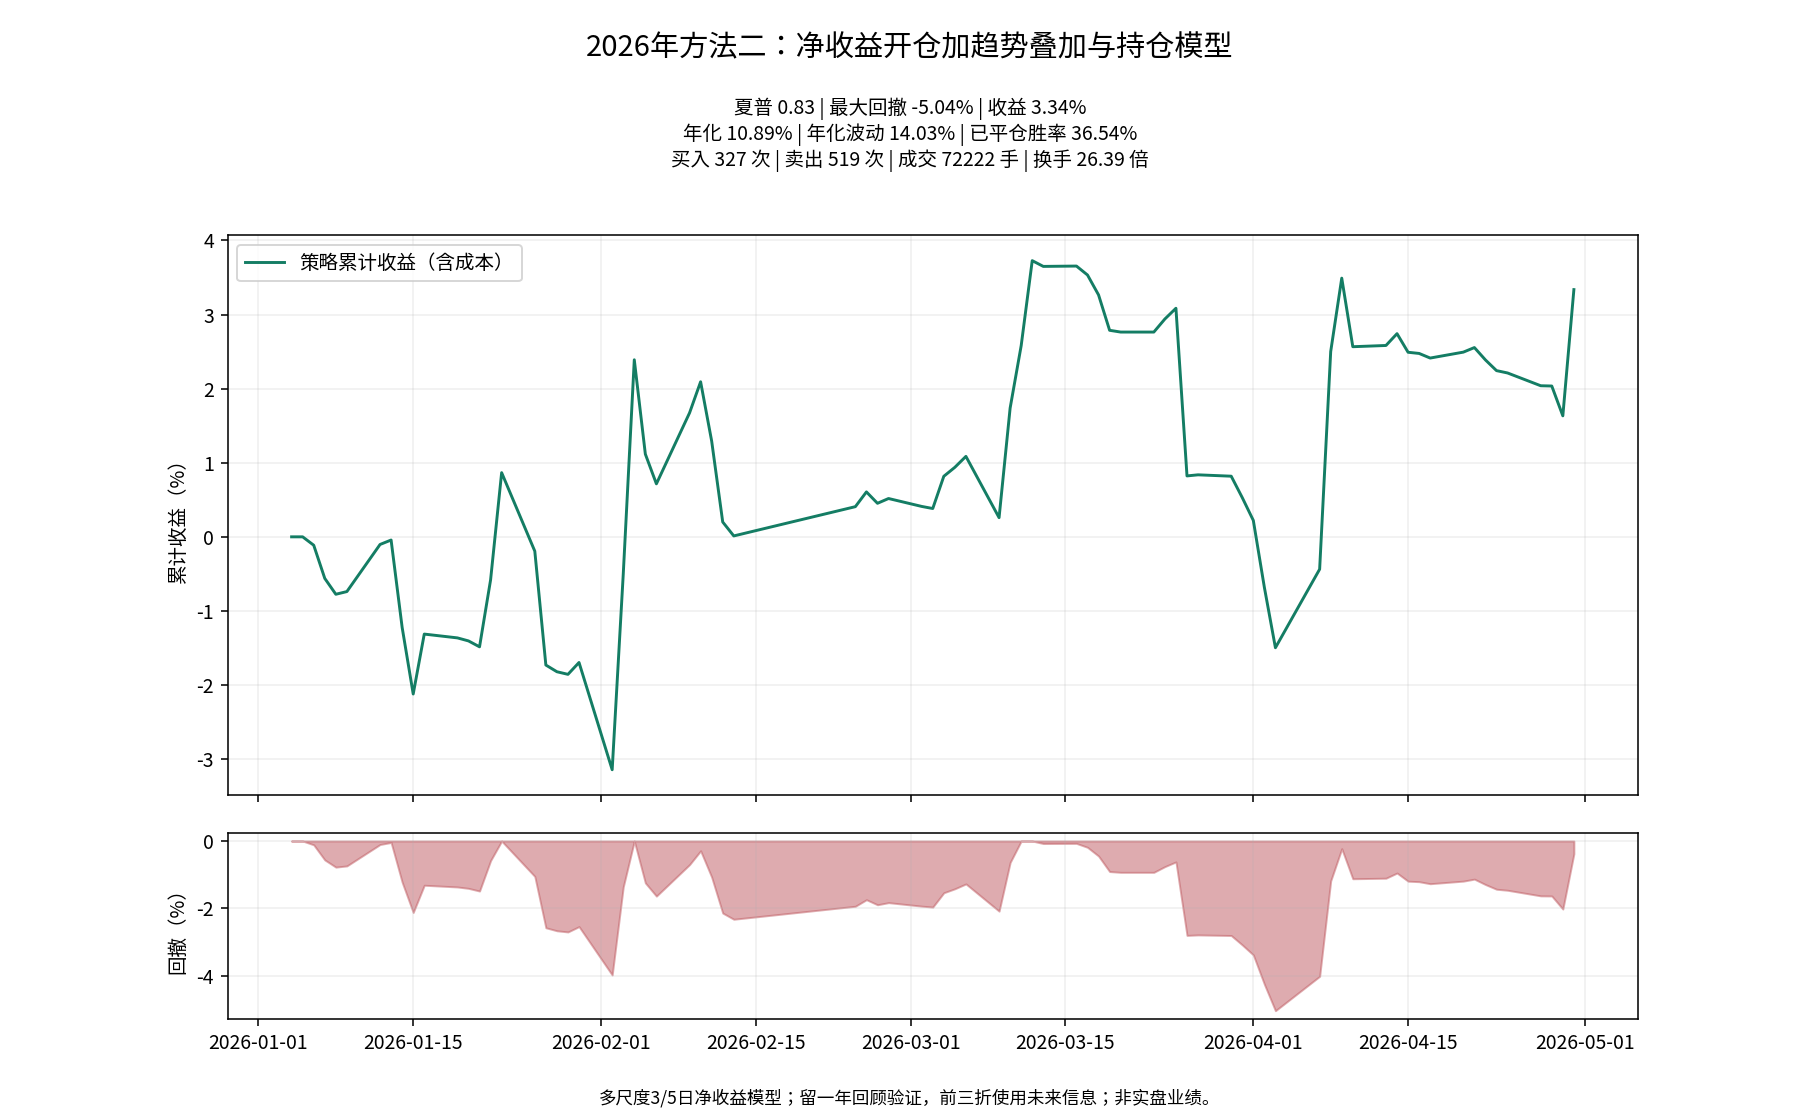 2026年方法二：净收益开仓加趋势叠加与持仓模型
夏普 0.83 | 最大回撤 -5.04% | 收益 3.34%
年化 10.89% | 年化波动 14.03% | 已平仓胜率 36.54%
买入 327 次 | 卖出 519 次 | 成交 72222 手 | 换手 26.39 倍
策略累计收益（含成本）
累计收益（%）
4
3
2
1
0
-1
-2
-3
回撤（%）
0
-2
-4
2026-01-01
2026-01-15
2026-02-01
2026-02-15
2026-03-01
2026-03-15
2026-04-01
2026-04-15
2026-05-01
多尺度3/5日净收益模型；留一年回顾验证，前三折使用未来信息；非实盘业绩。